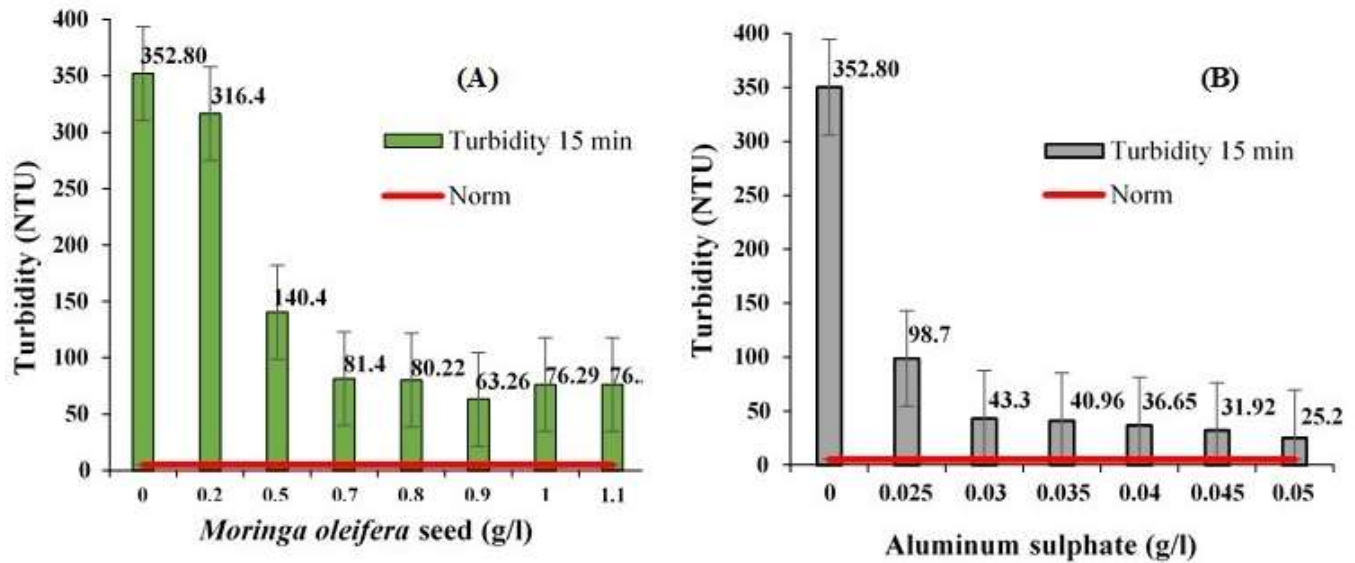 (A)
400
350
300
250
200
150
100
50
0
Turbidity (NTU)
352.80
316.4
140.4
81.4
80.22
63.26
76.29
76..
Turbidity 15 min
Norm
0 0.2 0.5 0.7 0.8 0.9 1 1.1
Moringa oleifera seed (g/l)
(B)
400
350
300
250
200
150
100
50
0
Turbidity (NTU)
352.80
98.7
43.3
40.96
36.65
31.92
25.2
Turbidity 15 min
Norm
0 0.025 0.03 0.035 0.04 0.045 0.05
Aluminum sulphate (g/l)